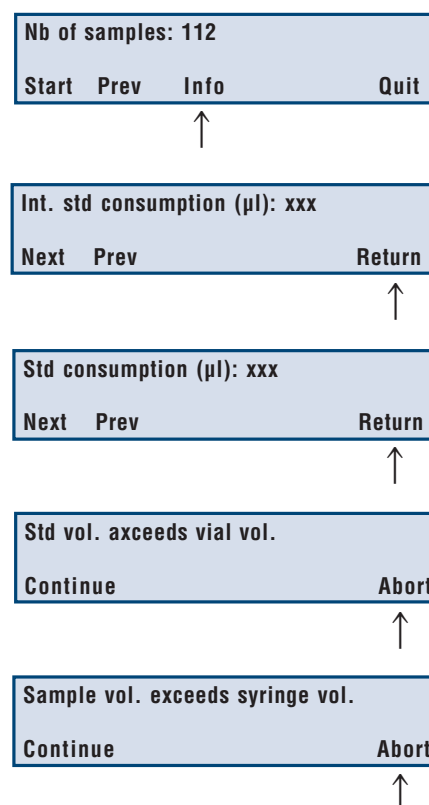 Nb of samples: 112
Start Prev Info Quit
Int. std consumption (µl): xxx
Next Prev Return
Std consumption (µl): xxx
Next Prev Return
Std vol. axceeds vial vol.
Continue Abort
Sample vol. exceeds syringe vol.
Continue Abort